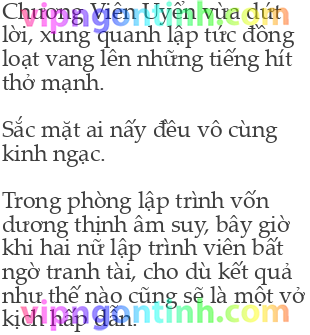 Chương Viên Uyển vừa dứt
lời, xung quanh lập tức đồng
loạt vang lên những tiếng hít
thở mạnh.
Sắc mặt ai nấy đều vô cùng
kinh ngạc.
Trong phòng lập trình vốn
dương thịnh âm suy, bây giờ
khi hai nữ lập trình viên bất
ngờ tranh tài, cho dù kết quả
như thế nào cũng sẽ là một vở
kịch hấp dẫn.
vipngontinh.com
vipngontinh.com